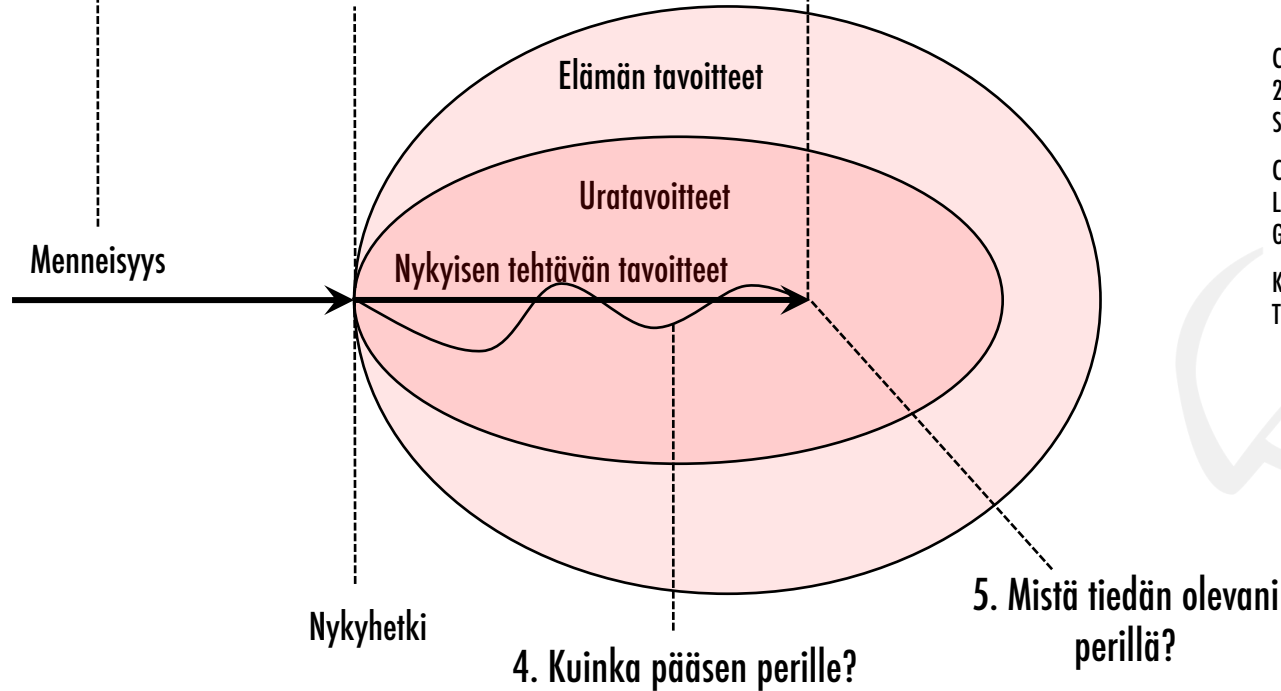 Elämän tavoitteet
Uratavoitteet
Menneisyys
Nykyisen tehtävän tavoitteet
Nykyhetki
4. Kuinka pääsen perille?
5. Mistä tiedän olevani
perillä?